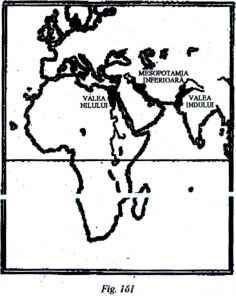 MESOPOTAMIA
INFERIOARĂ
VALEA
NILULUI
VALEA
INDULUI
Fig. 161